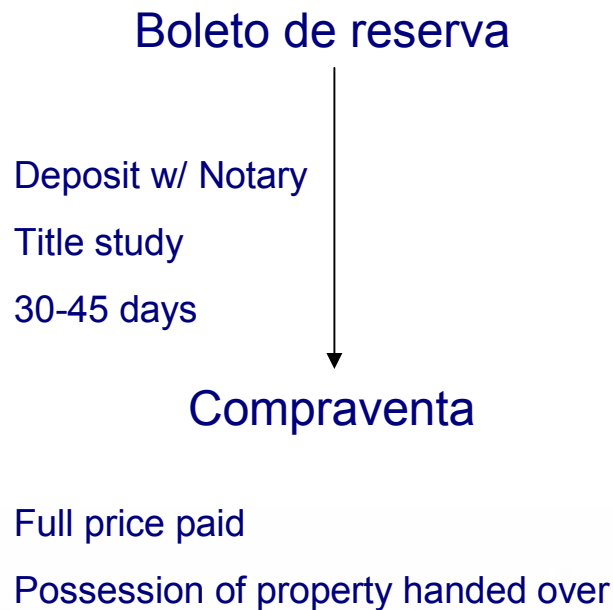 Boleto de reserva
Deposit w/ Notary
Title study
30-45 days
Compraventa
Full price paid
Possession of property handed over